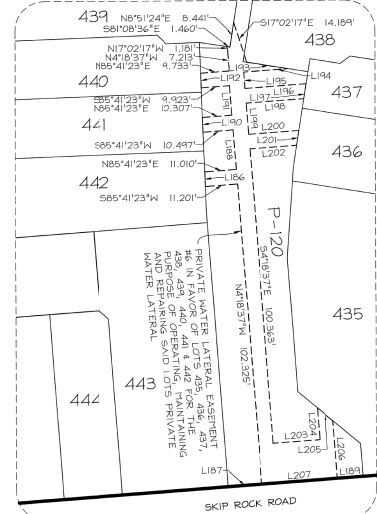 439
N8°51'24"E 8.441'
S81°08'36"E 1.460'
S17°02'17"E 14.189'
438
N17°02'17"W 1.181'
N4°18'37"W 7.213'
N85°41'23"E 9.733'
L193
L194
L192
L195
440
L196
437
S85°41'23"W 9.923'
L197
N85°41'23"E 10.307'
L191
L198
L199
441
L190
L200
L201
S85°41'23"W 10.497'
L202
436
L188
N85°41'23"E 11.010'
442
L186
S85°41'23"W 11.201'
P-120
S4°18'37"E 100.363'
N4°18'37"W 102.325'
435
PRIVATE WATER LATERAL EASEMENT
#6 IN FAVOR OF LOTS 435, 436, 437,
438, 439, 440, 441 & 442 FOR THE
PURPOSE OF OPERATING, MAINTAINING
AND REPAIRING SAID LOTS PRIVATE
WATER LATERAL
444
443
L203
L204
L205
L206
L187
L207
L189
SKIP ROCK ROAD